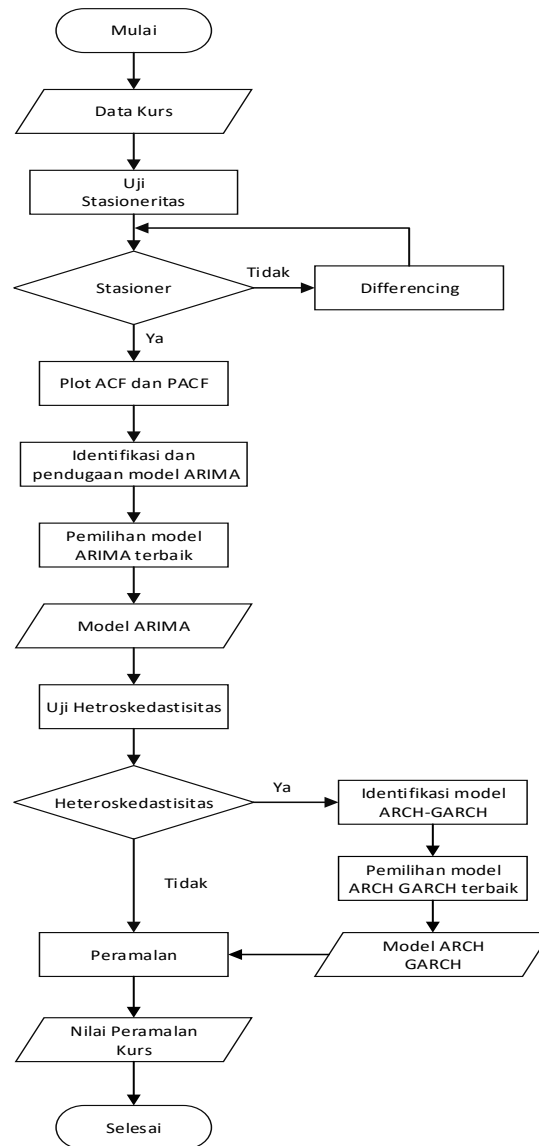 Mulai
Data Kurs
Uji
Stasioneritas
Stasioner
Tidak
Differencing
Ya
Plot ACF dan PACF
Identifikasi dan
pendugaan model ARIMA
Pemilihan model
ARIMA terbaik
Model ARIMA
Uji Hetroskedastisitas
Heteroskedastisitas
Ya
Identifikasi model
ARCH-GARCH
Pemilihan model
ARCH GARCH terbaik
Model ARCH
GARCH
Tidak
Peramalan
Nilai Peramalan
Kurs
Selesai